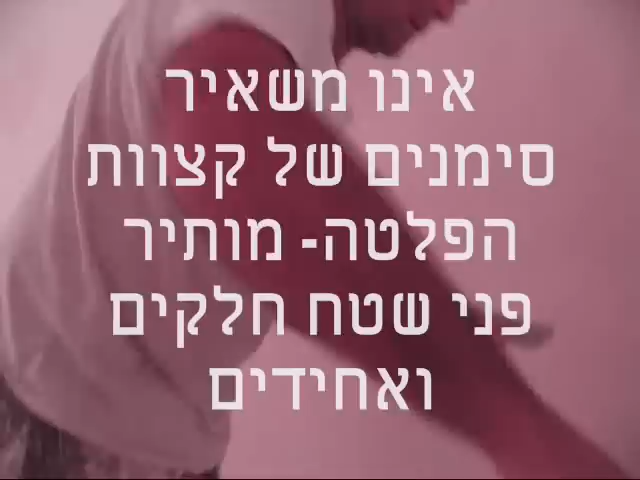 אינו משאיר
סימנים של קצוות
הפלטה- מותיר
פני שטח חלקים
ואחידים